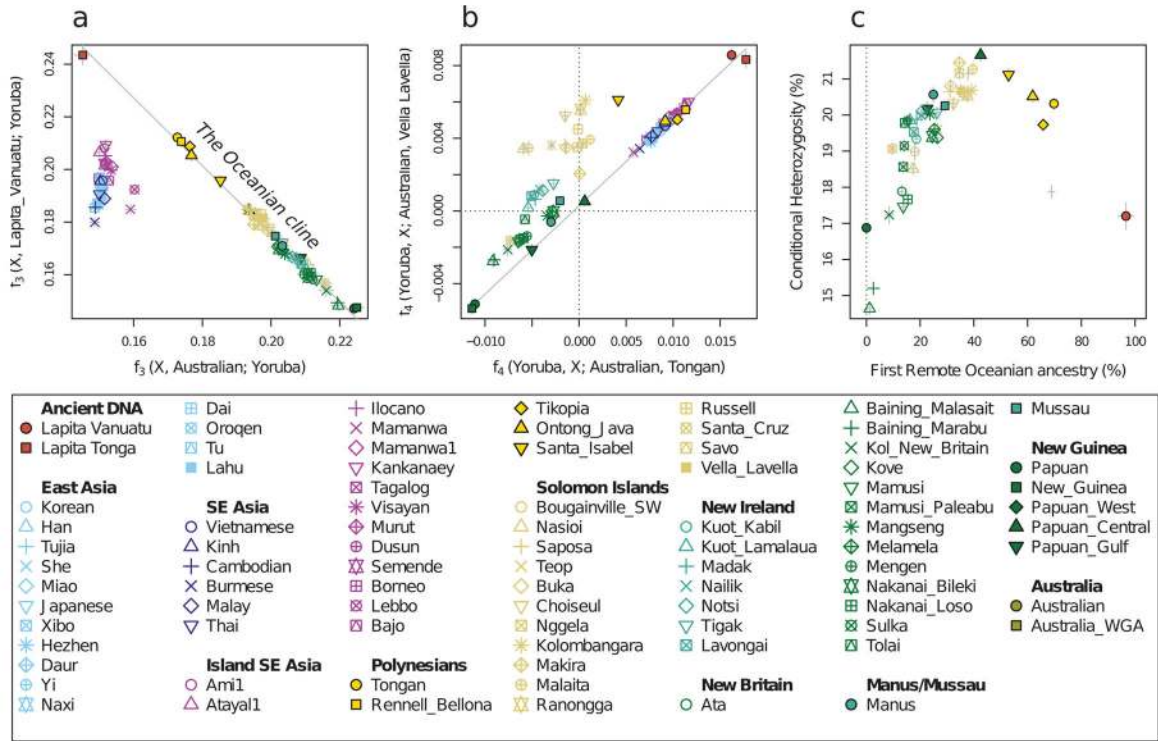 a
b
c
f₃ (X, Lapita_Vanuatu; Yoruba)
0.24
0.22
0.20
0.18
0.16
The Oceanian cline
0.16
0.18
0.20
0.22
f₃ (X, Australian; Yoruba)
f₄ (Yoruba, X; Australian, Vella Lavella)
0.008
0.004
0.000
−0.004
−0.010
−0.005
0.000
0.005
0.010
0.015
f₄ (Yoruba, X; Australian, Tongan)
Conditional Heterozygosity (%)
21
20
19
18
17
16
15
0
20
40
60
80
100
First Remote Oceanian ancestry (%)
Ancient DNA
Lapita Vanuatu
Lapita Tonga
East Asia
Korean
Han
Tujia
She
Miao
Japanese
Xibo
Hezhen
Daur
Yi
Naxi
Dai
Oroqen
Tu
Lahu
SE Asia
Vietnamese
Kinh
Cambodian
Burmese
Malay
Thai
Island SE Asia
Ami1
Atayal1
Ilocano
Mamanwa
Mamanwa1
Kankanaey
Tagalog
Visayan
Murut
Dusun
Semende
Borneo
Lebbo
Bajo
Polynesians
Tongan
Rennell_Bellona
Tikopia
Ontong_Java
Santa_Isabel
Solomon Islands
Bougainville_SW
Nasioi
Saposa
Teop
Buka
Choiseul
Nggela
Kolombangara
Makira
Malaita
Ranongga
Russell
Santa_Cruz
Savo
Vella_Lavella
New Ireland
Kuot_Kabil
Kuot_Lamalaua
Madak
Nailik
Notsi
Tigak
Lavongai
New Britain
Ata
Baining_Malasait
Baining_Marabu
Kol_New_Britain
Kove
Mamusi
Mamusi_Paleabu
Mangseng
Melamela
Mengen
Nakanai_Bileki
Nakanai_Loso
Sulka
Tolai
Manus/Mussau
Manus
Mussau
New Guinea
Papuan
New_Guinea
Papuan_West
Papuan_Central
Papuan_Gulf
Australia
Australian
Australia_WGA